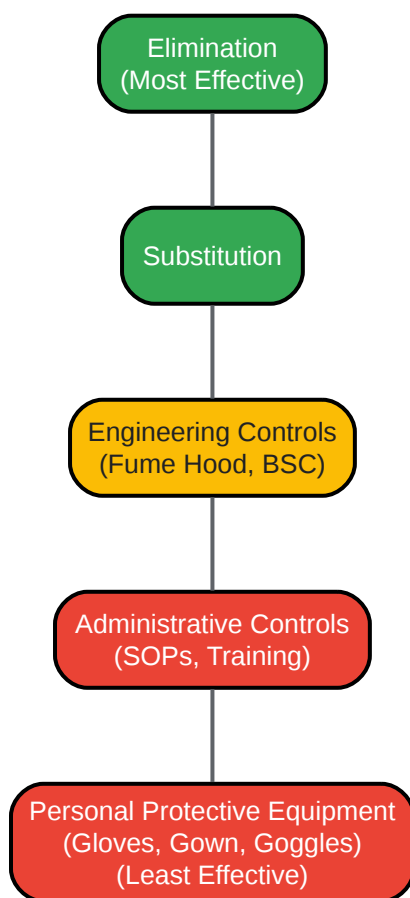 Elimination
(Most Effective)
Substitution
Engineering Controls
(Fume Hood, BSC)
Administrative Controls
(SOPs, Training)
Personal Protective Equipment
(Gloves, Gown, Goggles)
(Least Effective)